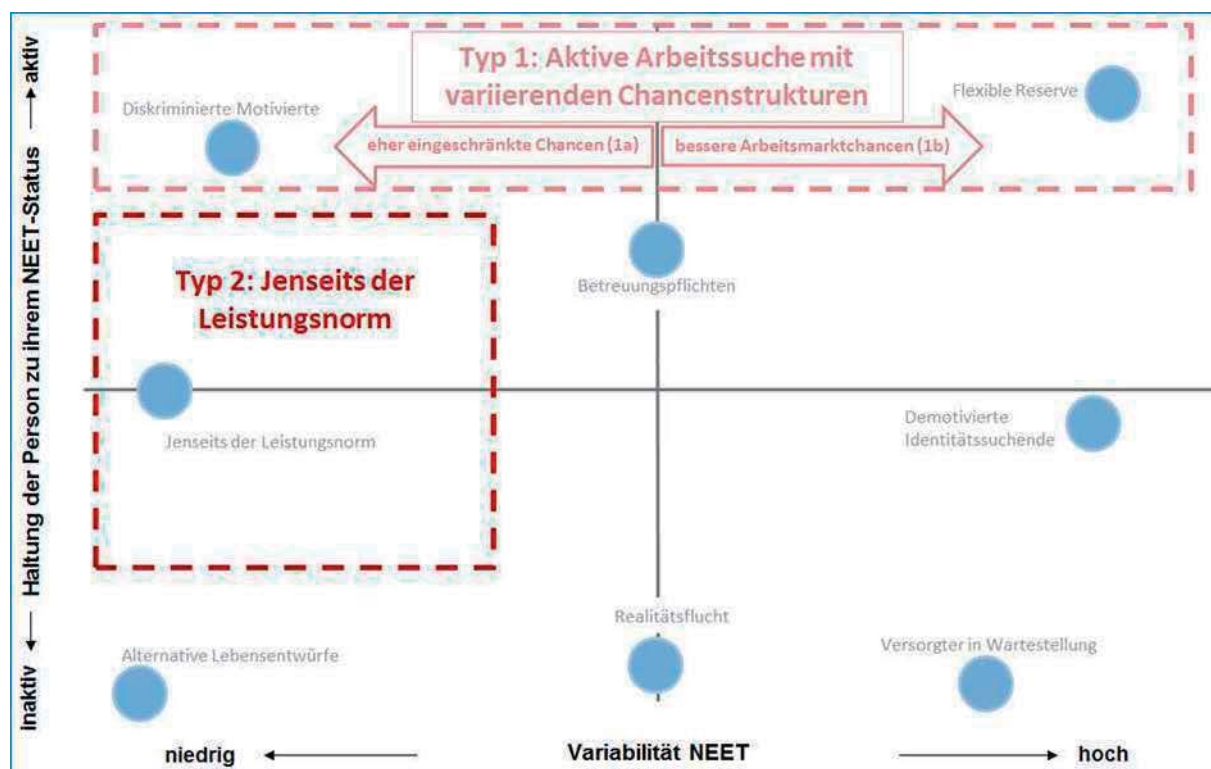 Typ 1: Aktive Arbeitssuche mit
variierenden Chancenstrukturen
Diskriminierte Motivierte
Flexible Reserve
eher eingeschränkte Chancen (1a)
bessere Arbeitsmarktchancen (1b)
Typ 2: Jenseits der
Leistungsnorm
Betreuungspflichten
Jenseits der Leistungsnorm
Demotivierte
Identitätssuchende
Realitätsflucht
Alternative Lebensentwürfe
Versorgter in Wartestellung
inaktiv
Haltung der Person zu ihrem NEET-Status
aktiv
niedrig
Variabilität NEET
hoch